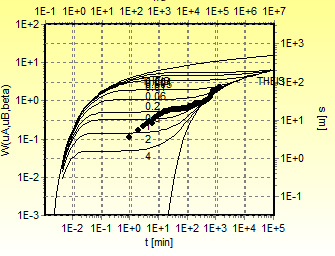 1E-1 1E+0 1E+1 1E+2 1E+3 1E+4 1E+5 1E+6 1E+7
1E+2
1E+1
1E+0
1E-1
1E-2
1E-3
W(uA,uB,beta)
1E+3
1E+2
1E+1
1E+0
1E-1
s [m]
THEIS
0.06
0.2
2
4
1E-2 1E-1 1E+0 1E+1 1E+2 1E+3 1E+4 1E+5
t [min]